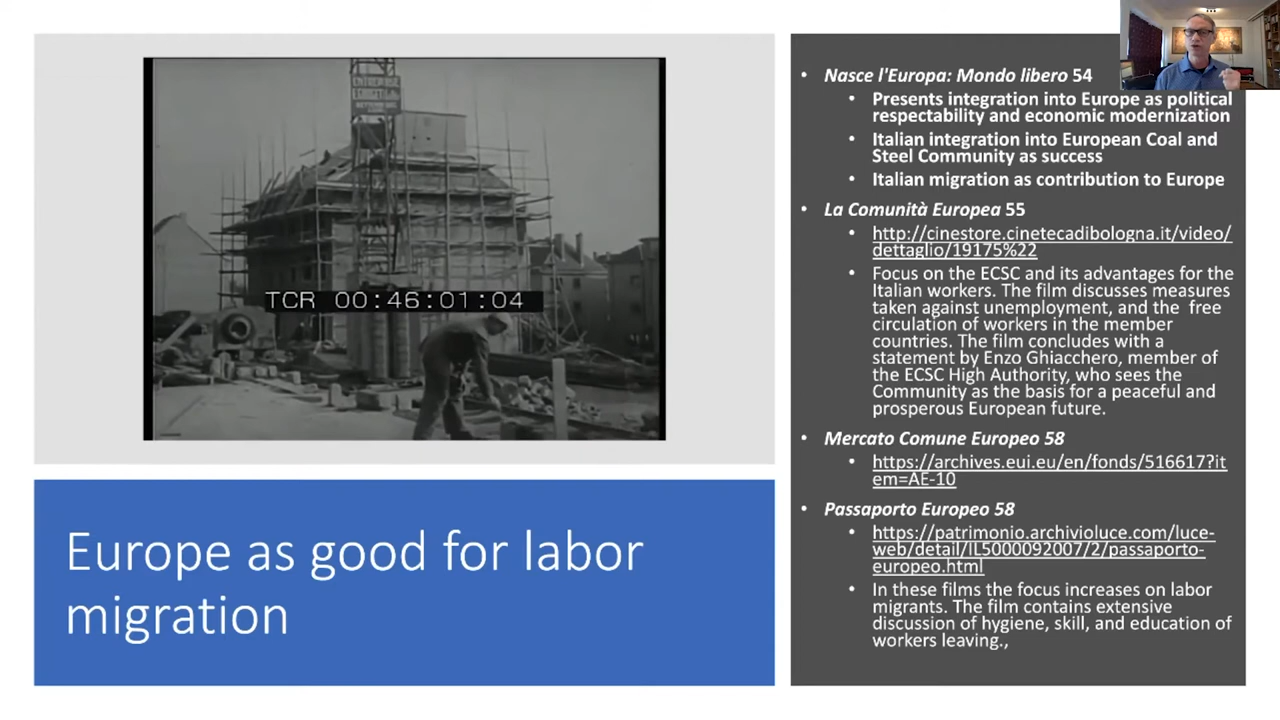 ENTREPRISE
TCR 00:46:01:04
Europe as good for labor
migration
• Nasce l'Europa: Mondo libero 54
• Presents integration into Europe as political
respectability and economic modernization
• Italian integration into European Coal and
Steel Community as success
• Italian migration as contribution to Europe
• La Comunità Europea 55
• http://cinestore.cinetecadibologna.it/video/
dettaglio/19175%22
• Focus on the ECSC and its advantages for the
Italian workers. The film discusses measures
taken against unemployment, and the free
circulation of workers in the member
countries. The film concludes with a
statement by Enzo Ghiacchero, member of
the ECSC High Authority, who sees the
Community as the basis for a peaceful and
prosperous European future.
• Mercato Comune Europeo 58
• https://archives.eui.eu/en/fonds/516617?it
em=AE-10
• Passaporto Europeo 58
• https://patrimonio.archivioluce.com/luce-
web/detail/IL5000092007/2/passaporto-
europeo.html
• In these films the focus increases on labor
migrants. The film contains extensive
discussion of hygiene, skill, and education of
workers leaving.,